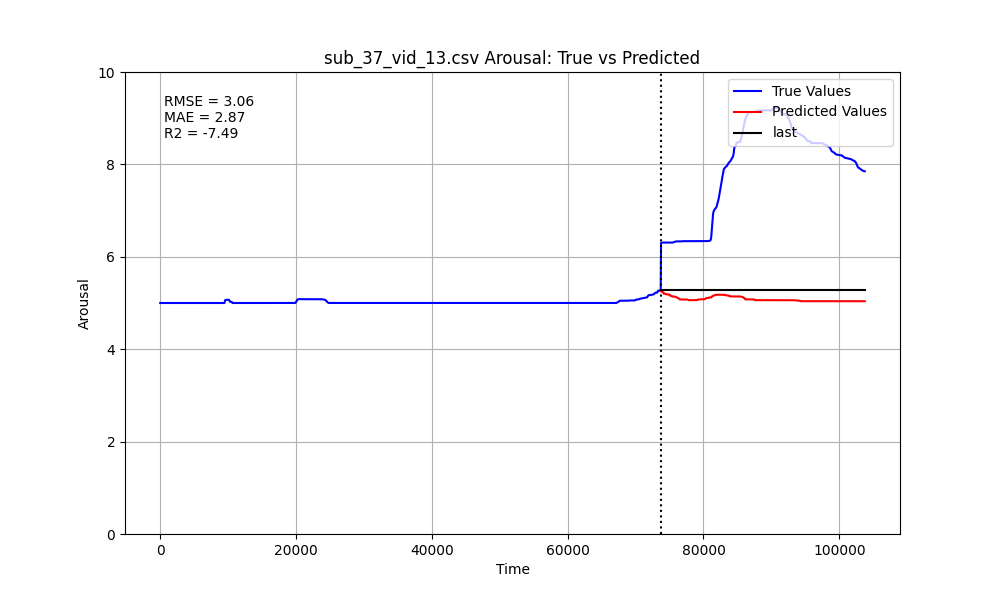 sub_37_vid_13.csv Arousal: True vs Predicted
RMSE = 3.06
MAE = 2.87
R2 = -7.49
True Values
Predicted Values
last
10
8
6
4
2
0
Arousal
0 20000 40000 60000 80000 100000
Time